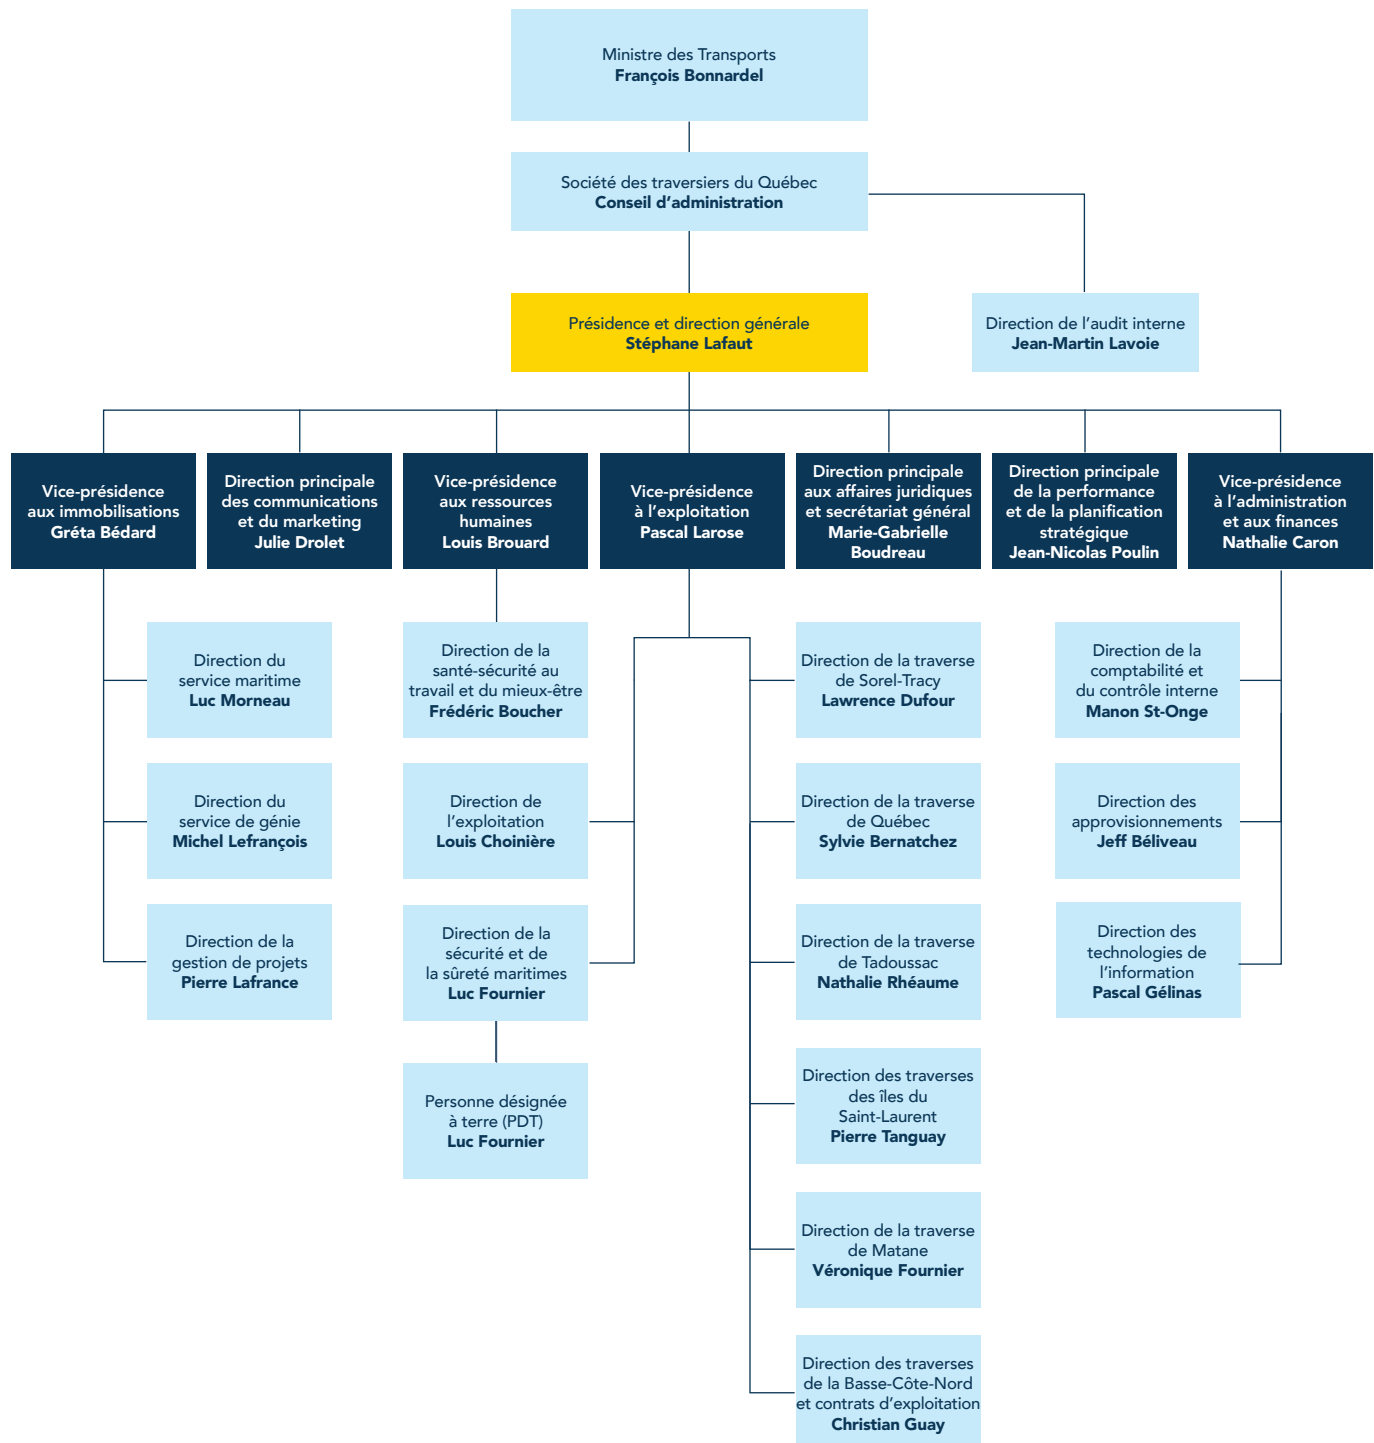 Ministre des Transports
François Bonnardel
Société des traversiers du Québec
Conseil d’administration
Présidence et direction générale
Stéphane Lafaut
Direction de l’audit interne
Jean-Martin Lavoie
Vice-présidence
aux immobilisations
Gréta Bédard
Direction principale
des communications
et du marketing
Julie Drolet
Vice-présidence
aux ressources
humaines
Louis Brouard
Vice-présidence
à l’exploitation
Pascal Larose
Direction principale
aux affaires juridiques
et secrétariat général
Marie-Gabrielle
Boudreau
Direction principale
de la performance
et de la planification
stratégique
Jean-Nicolas Poulin
Vice-présidence
à l’administration
et aux finances
Nathalie Caron
Direction du
service maritime
Luc Morneau
Direction de la
santé-sécurité au
travail et du mieux-être
Frédéric Boucher
Direction de la traverse
de Sorel-Tracy
Lawrence Dufour
Direction de la
comptabilité et
du contrôle interne
Manon St-Onge
Direction du
service de génie
Michel Lefrançois
Direction de
l’exploitation
Louis Choinière
Direction de la traverse
de Québec
Sylvie Bernatchez
Direction des
approvisionnements
Jeff Béliveau
Direction de la
gestion de projets
Pierre Lafrance
Direction de la
sécurité et de
la sûreté maritimes
Luc Fournier
Direction de la traverse
de Tadoussac
Nathalie Rhéaume
Direction des
technologies de
l’information
Pascal Gélinas
Personne désignée
à terre (PDT)
Luc Fournier
Direction des traverses
des îles du
Saint-Laurent
Pierre Tanguay
Direction de la traverse
de Matane
Véronique Fournier
Direction des traverses
de la Basse-Côte-Nord
et contrats d’exploitation
Christian Guay